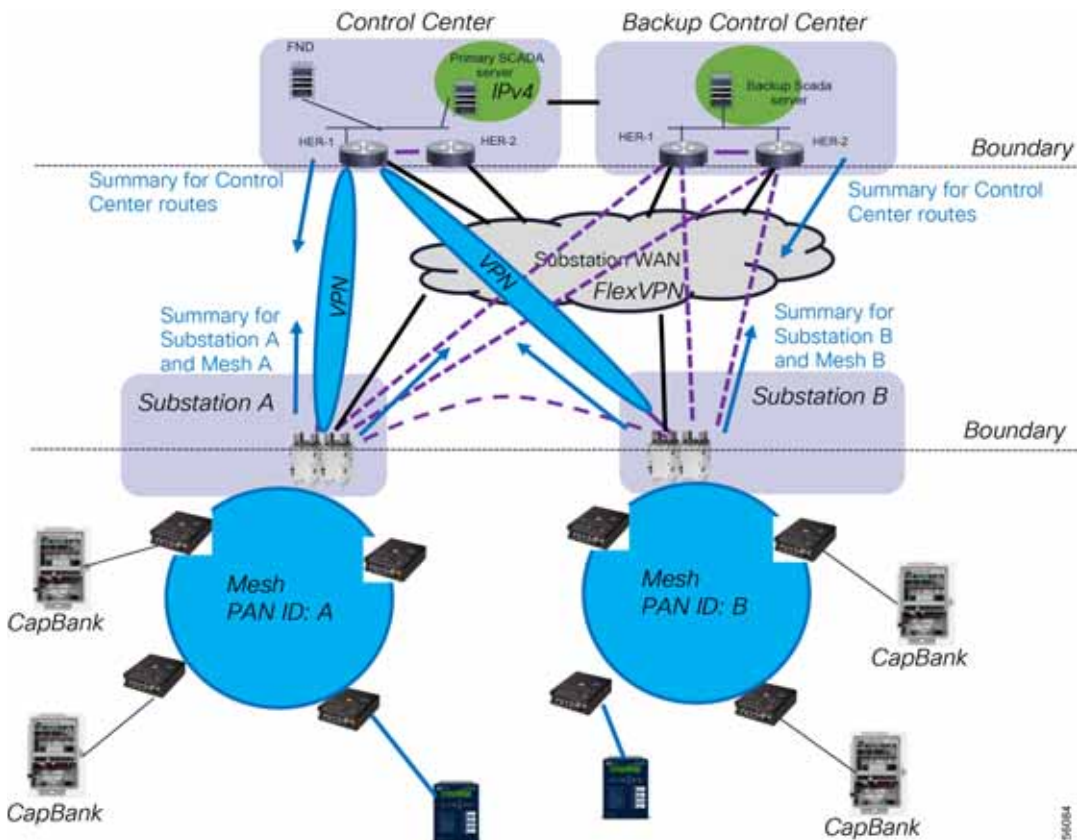 Control Center
Backup Control Center
FND
Primary SCADA
server
IPv4
Backup Scada
server
HER-1
HER-2
HER-1
HER-2
Boundary
Summary for Control
Center routes
Summary for Control
Center routes
Substation WAN
FlexVPN
VPN
VPN
Summary for
Substation A
and Mesh A
Summary for
Substation B
and Mesh B
Substation A
Substation B
Boundary
Mesh
PAN ID: A
Mesh
PAN ID: B
CapBank
CapBank
CapBank
CapBank